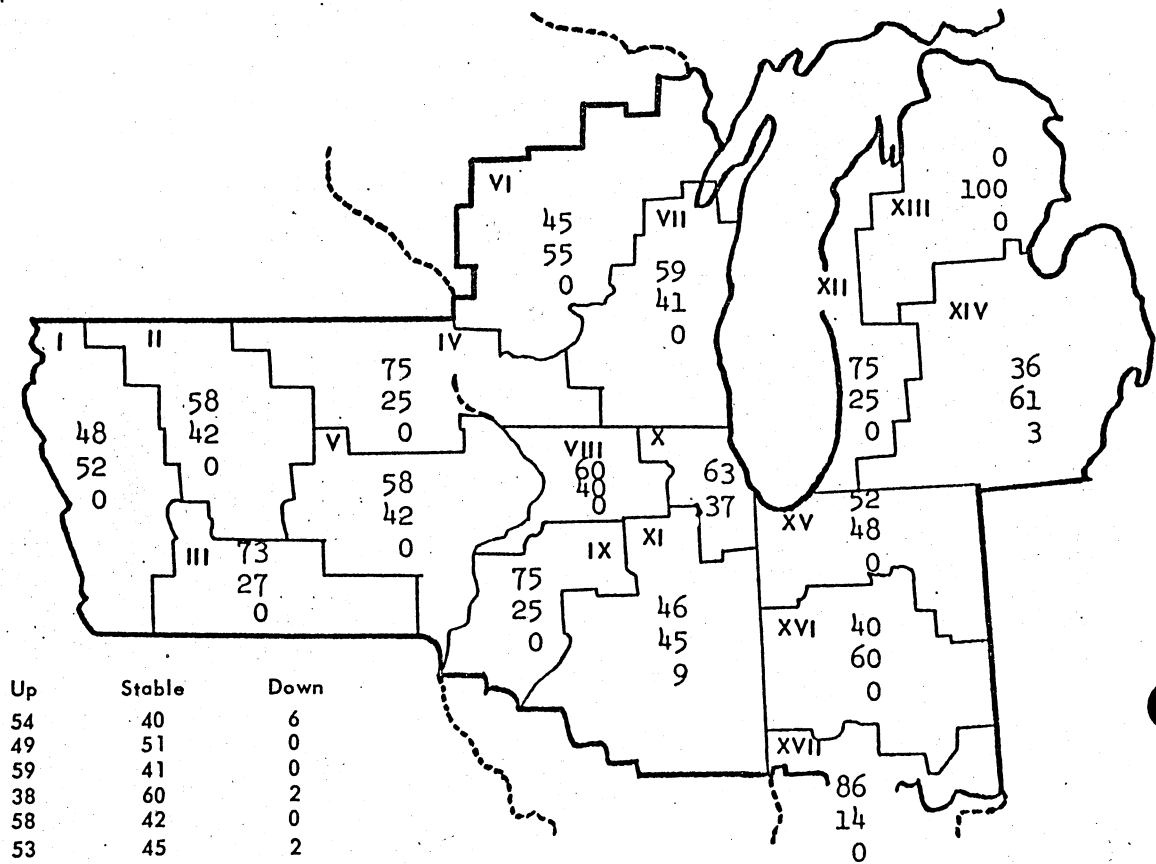 VI
45
55
0
VII
59
41
0
0
100
0
XIII
XII
XIV
36
61
3
75
25
0
I
II
IV
75
25
0
58
42
0
48
52
0
V
58
42
0
VIII
60
40
0
X
63
37
III
73
27
0
IX
75
25
0
XI
46
45
9
52
XV
48
0
XVI
40
60
0
XVII
86
14
0
Up Stable Down
54 40 6
49 51 0
59 41 0
38 60 2
58 42 0
53 45 2